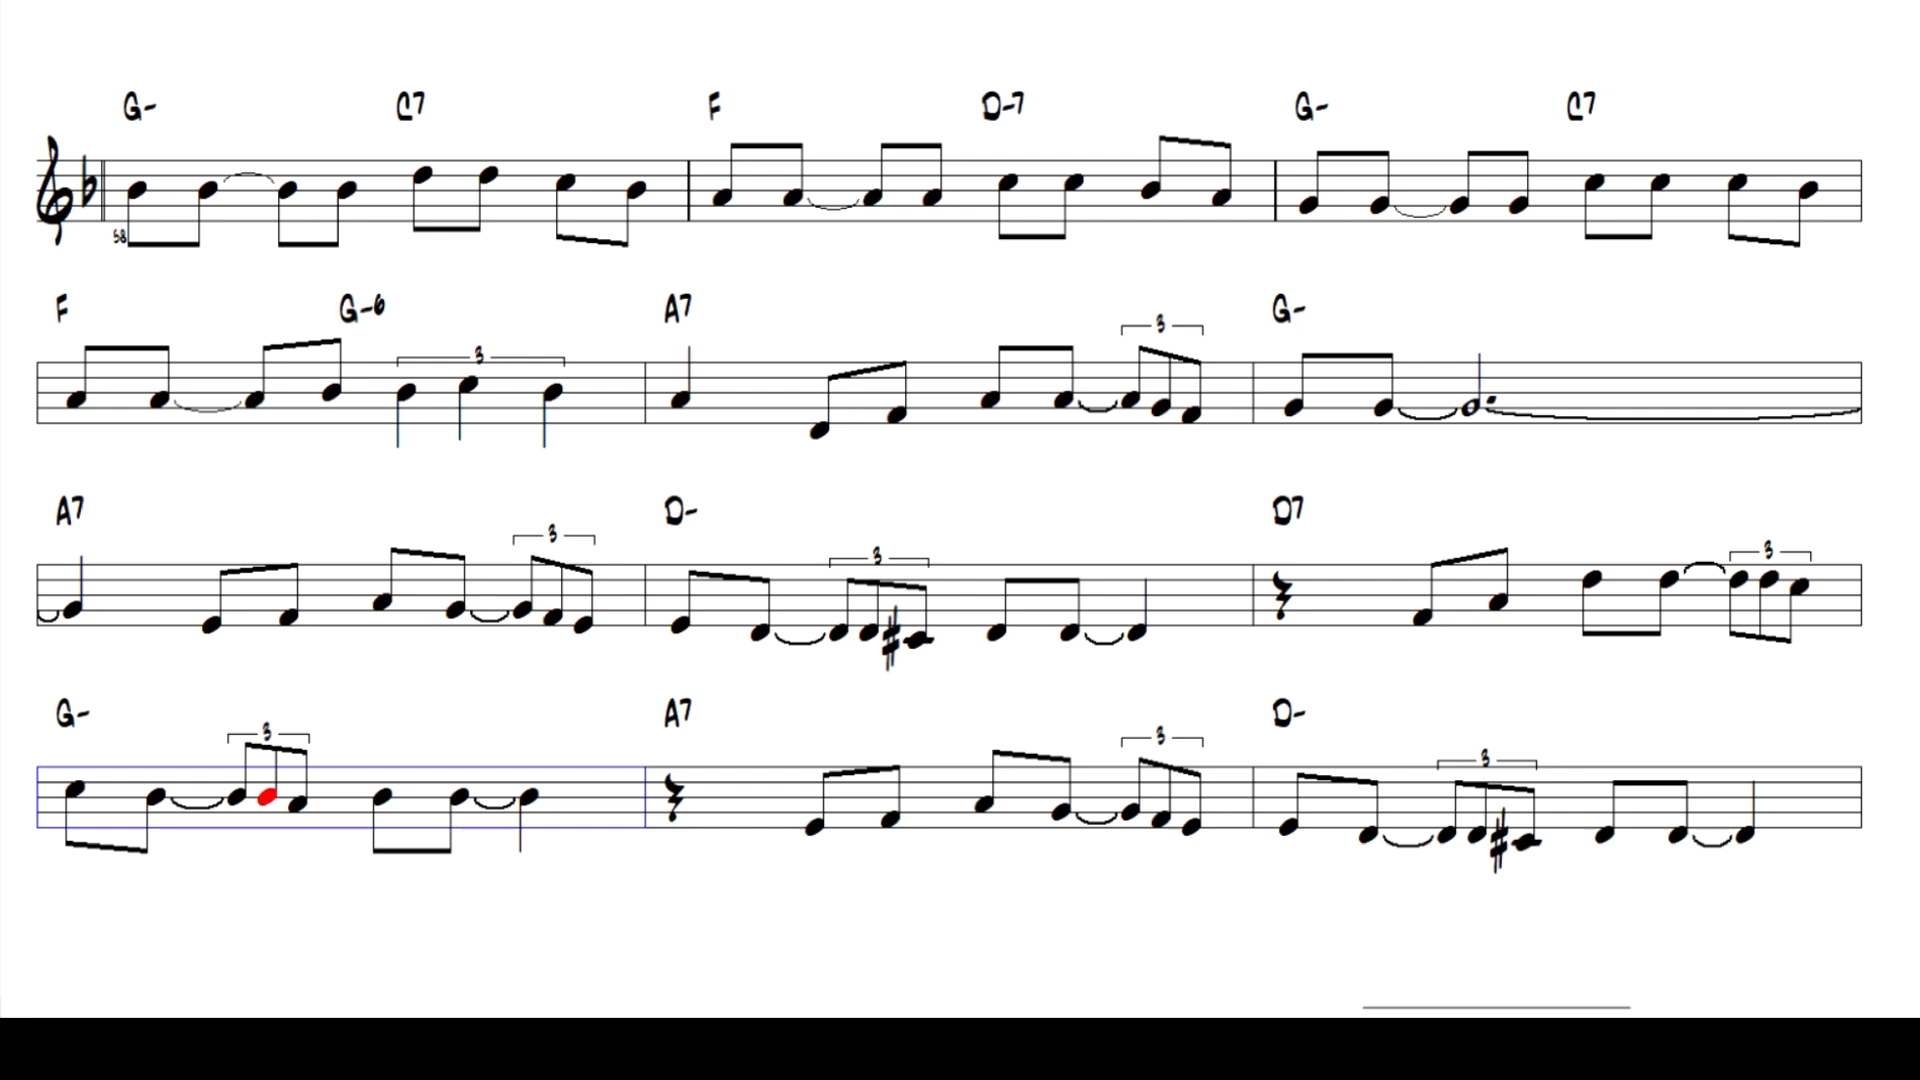 G- C7 F D-7 G- C7
58
F G-6 A7 G-
3 3
A7 D- D7
3 3 3
G- A7 D-
3 3 3